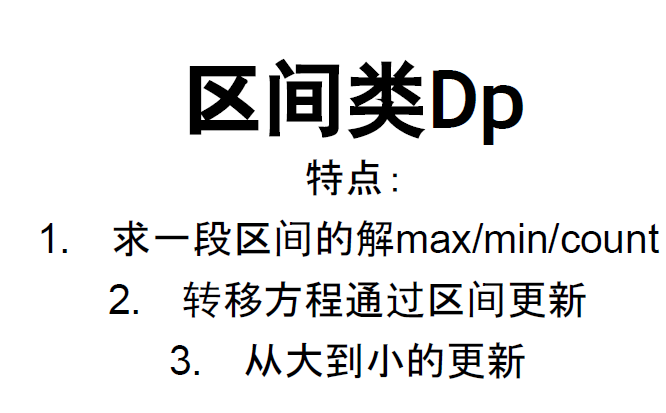 区间类Dp
特点:
1. 求一段区间的解max/min/count
2. 转移方程通过区间更新
3. 从大到小的更新